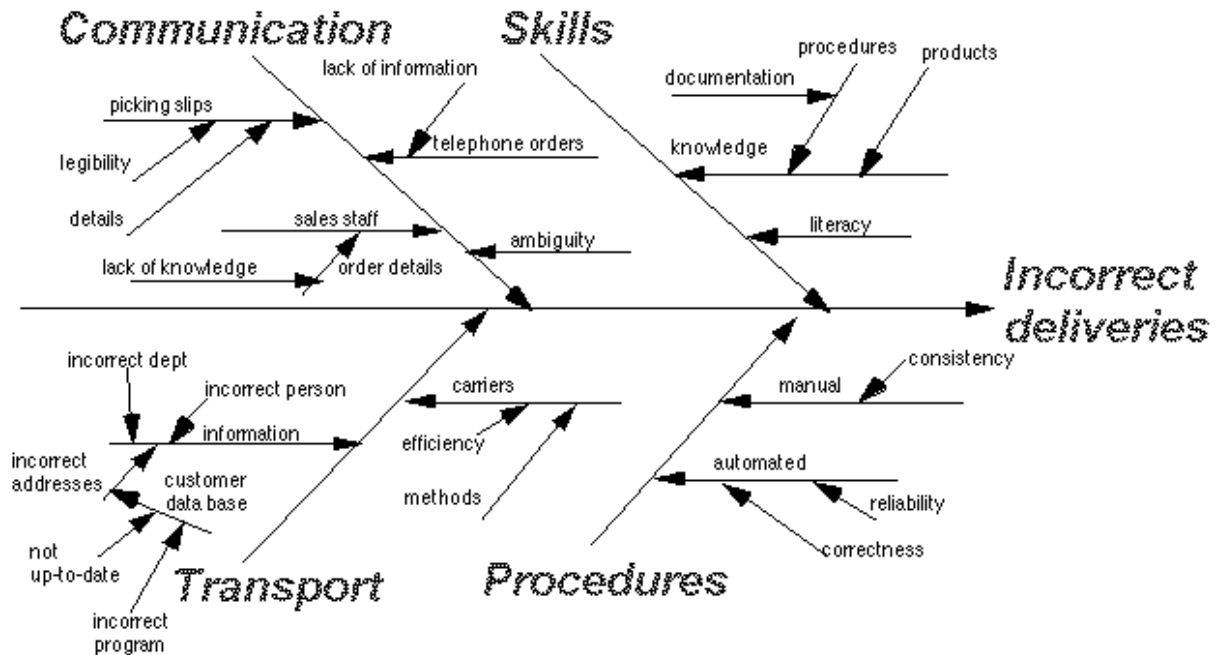 Communication
Skills
lack of information
procedures
products
documentation
picking slips
telephone orders
knowledge
legibility
details
sales staff
ambiguity
literacy
lack of knowledge
order details
Incorrect
deliveries
incorrect dept
incorrect person
carriers
manual
consistency
information
efficiency
incorrect
addresses
customer
data base
methods
automated
reliability
not
up-to-date
correctness
Transport
Procedures
incorrect
program